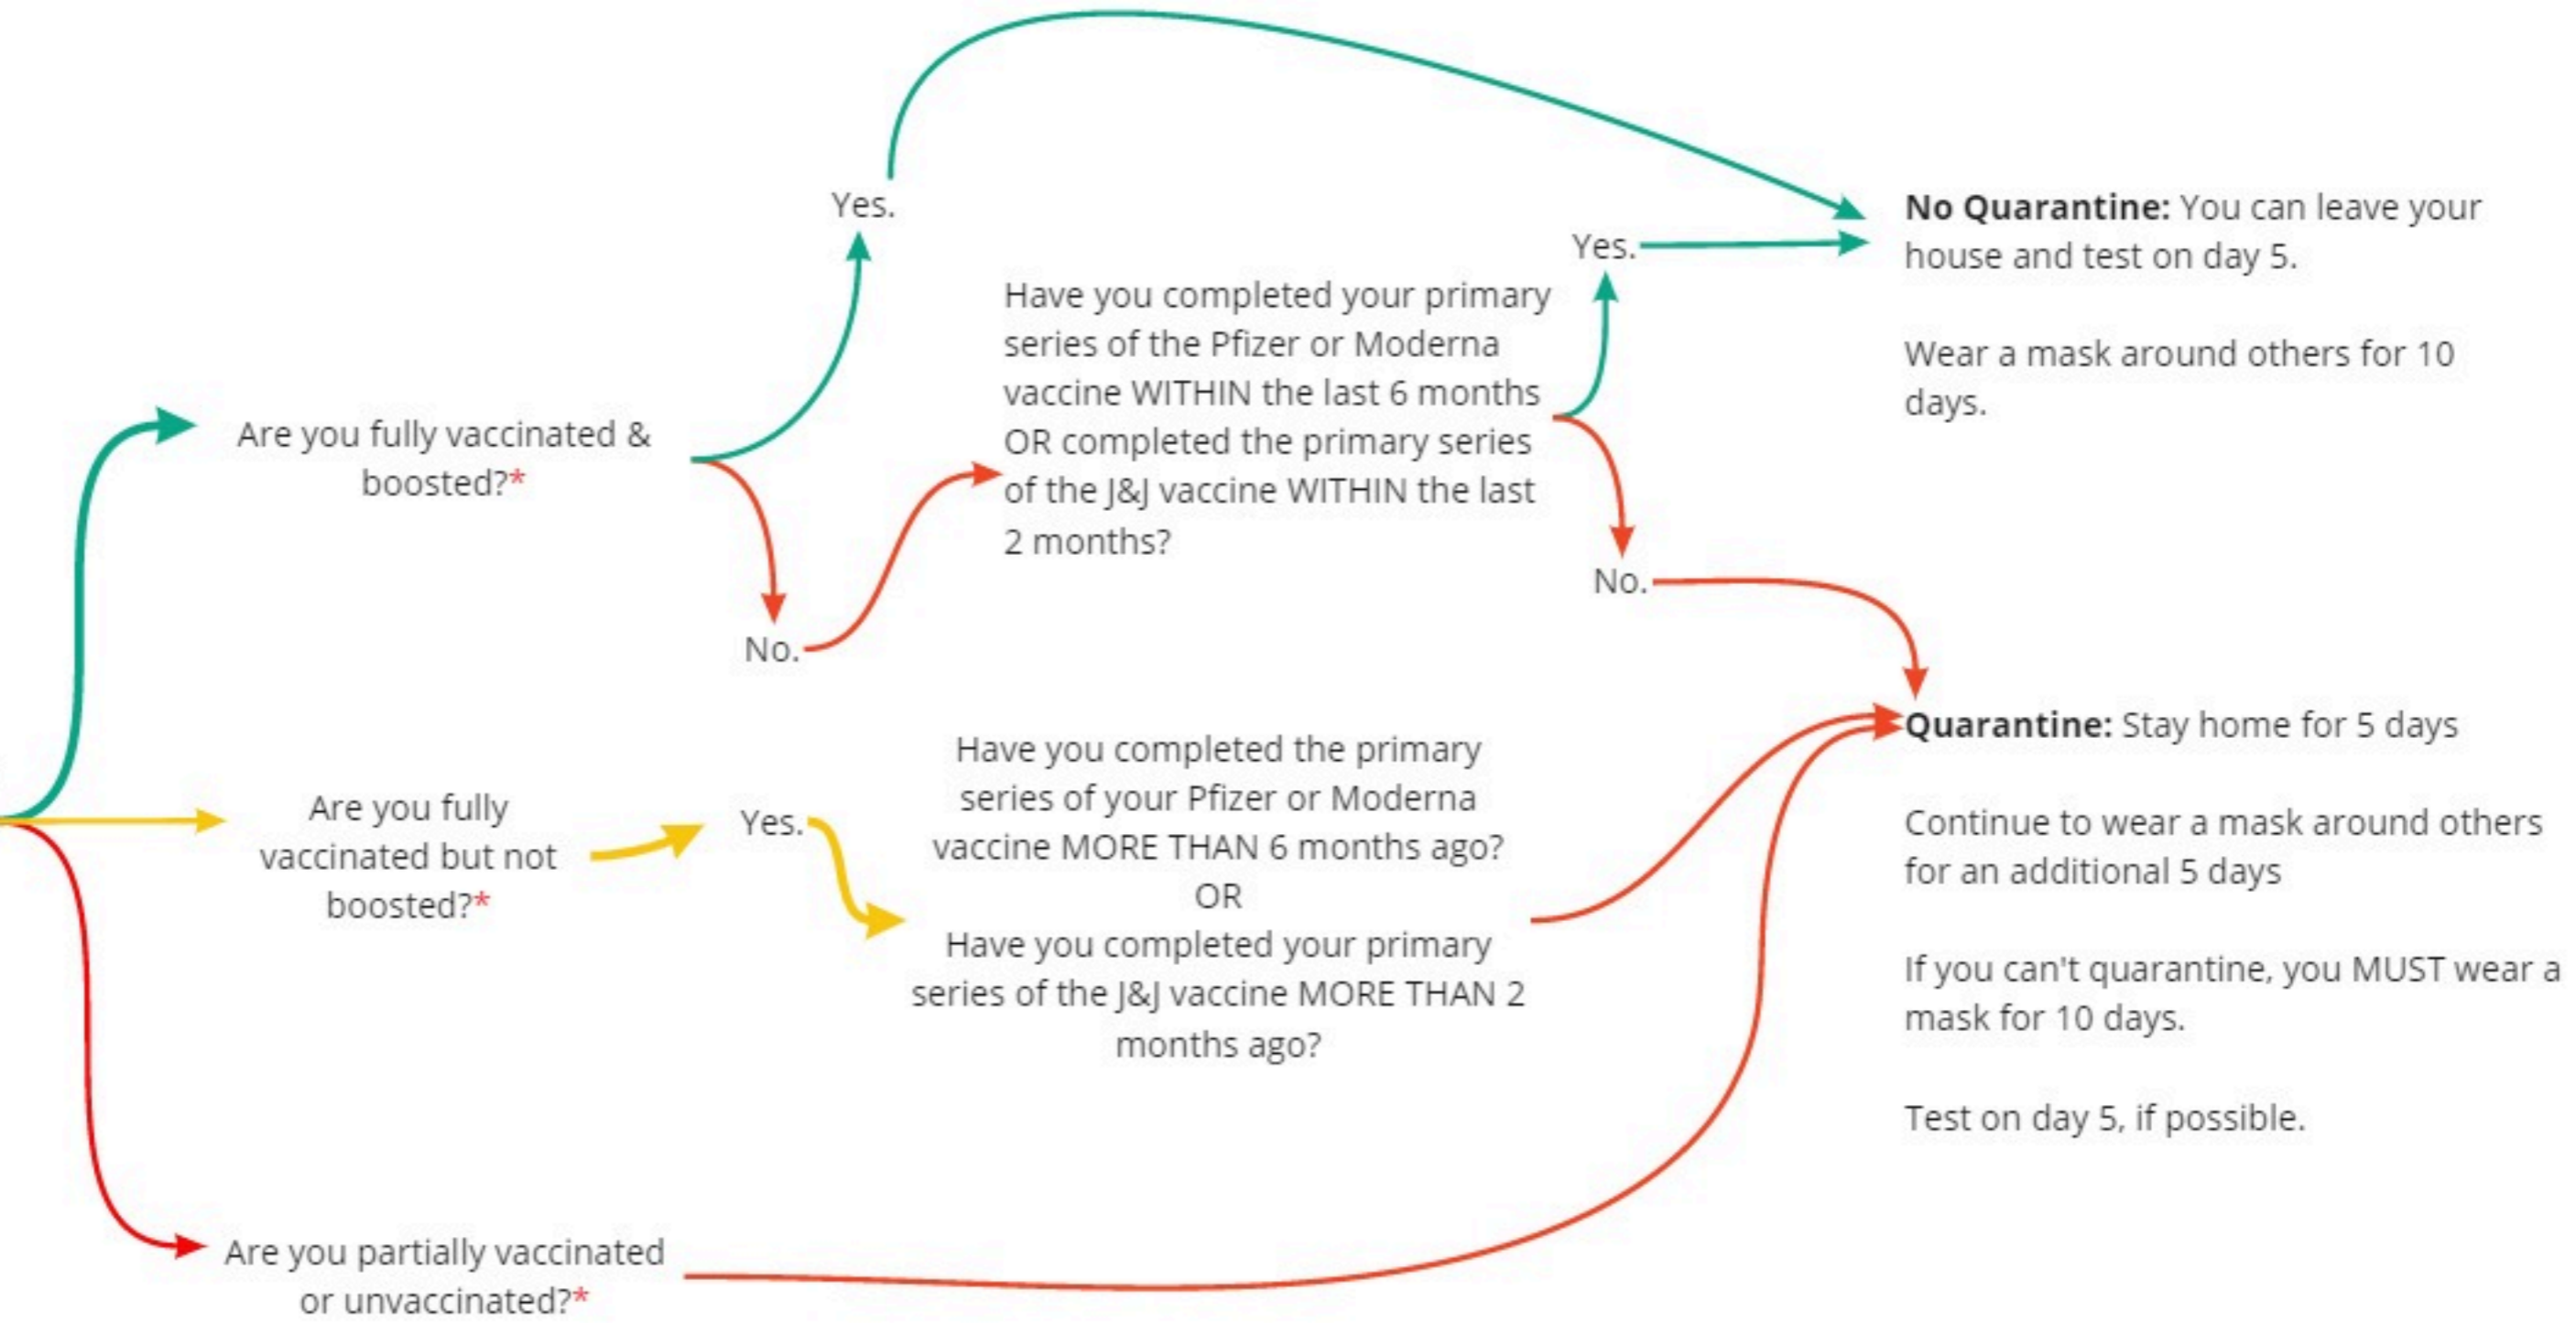 Yes.
No Quarantine: You can leave your
house and test on day 5.
Wear a mask around others for 10
days.
Yes.
Have you completed your primary
series of the Pfizer or Moderna
vaccine WITHIN the last 6 months
OR completed the primary series
of the J&J vaccine WITHIN the last
2 months?
Are you fully vaccinated &
boosted?*
No.
No.
Quarantine: Stay home for 5 days
Continue to wear a mask around others
for an additional 5 days
If you can't quarantine, you MUST wear a
mask for 10 days.
Test on day 5, if possible.
Are you fully
vaccinated but not
boosted?*
Yes.
Have you completed the primary
series of your Pfizer or Moderna
vaccine MORE THAN 6 months ago?
OR
Have you completed your primary
series of the J&J vaccine MORE THAN 2
months ago?
Are you partially vaccinated
or unvaccinated?*